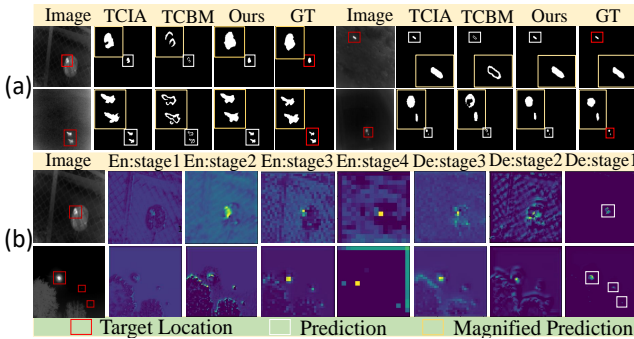 Image TCIA TCBM Ours GT Image TCIA TCBM Ours GT
(a)
Image En:stage1 En:stage2 En:stage3 En:stage4 De:stage3 De:stage2 De:stage1
(b)
Target Location Prediction Magnified Prediction